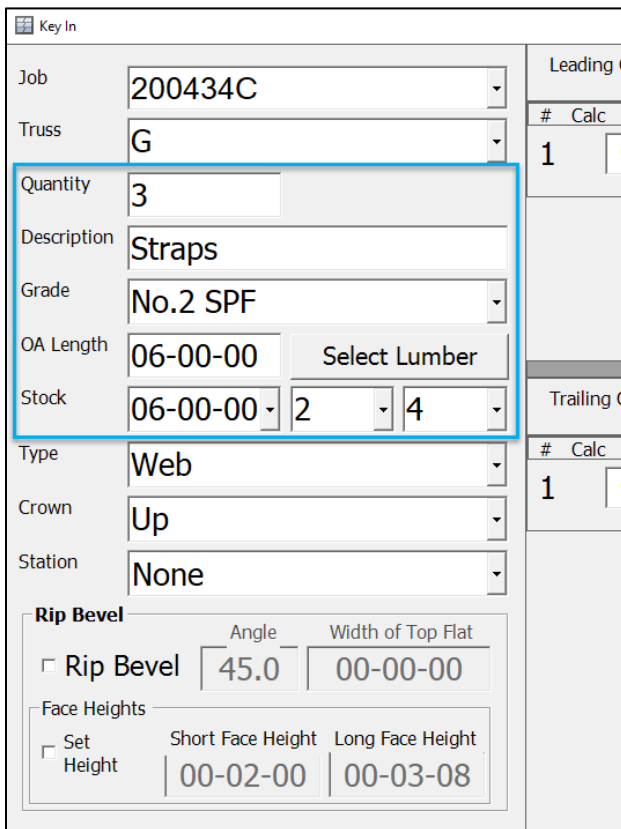 Key In
Job 200434C
Truss G
Quantity 3
Description Straps
Grade No.2 SPF
OA Length 06-00-00 Select Lumber
Stock 06-00-00 2 4
Type Web
Crown Up
Station None
Rip Bevel
Angle Width of Top Flat
Rip Bevel 45.0 00-00-00
Face Heights
Set Height Short Face Height Long Face Height
00-02-00 00-03-08
Leading
# Calc
1
Trailing
# Calc
1